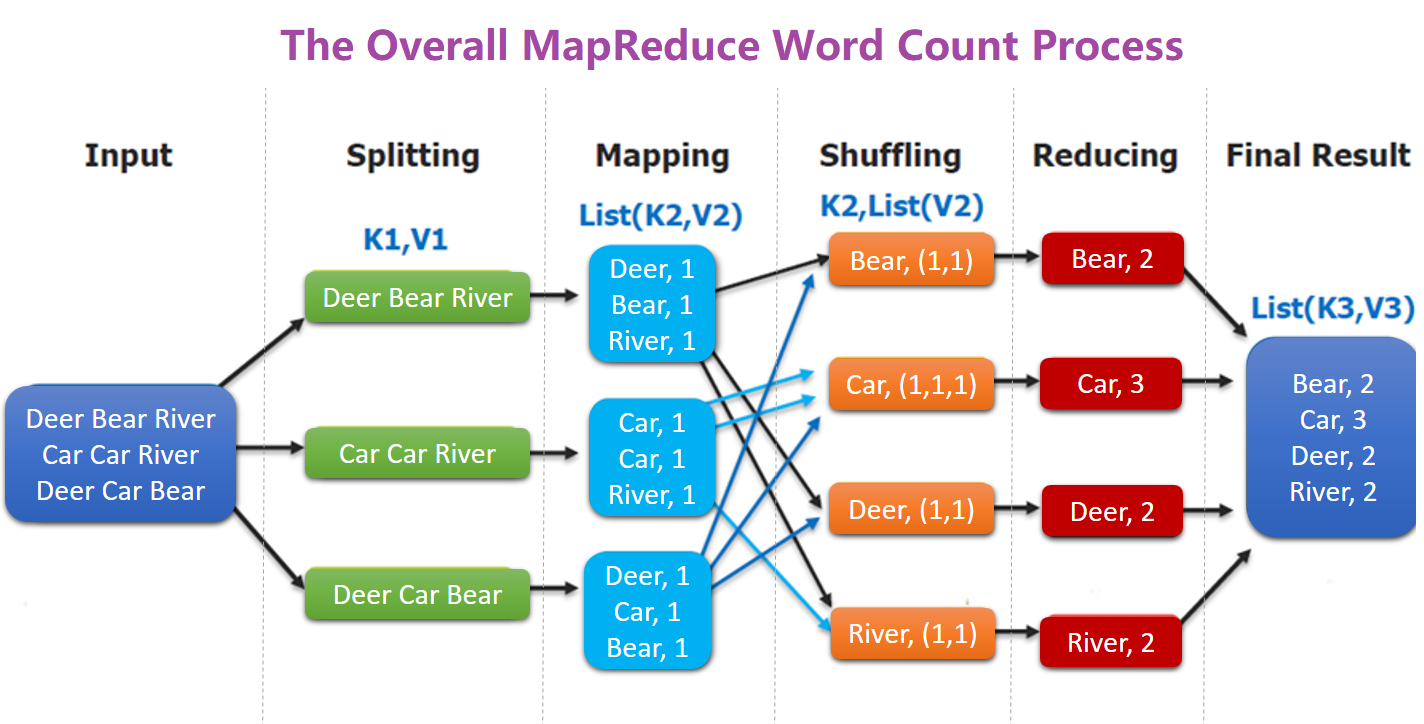 The Overall MapReduce Word Count Process
Input
Splitting
Mapping
Shuffling
Reducing
Final Result
K1,V1
List(K2,V2)
K2,List(V2)
List(K3,V3)
Deer Bear River
Car Car River
Deer Car Bear
Deer Bear River
Car Car River
Deer Car Bear
Deer, 1
Bear, 1
River, 1
Car, 1
Car, 1
River, 1
Deer, 1
Car, 1
Bear, 1
Bear, (1,1)
Car, (1,1,1)
Deer, (1,1)
River, (1,1)
Bear, 2
Car, 3
Deer, 2
River, 2
Bear, 2
Car, 3
Deer, 2
River, 2